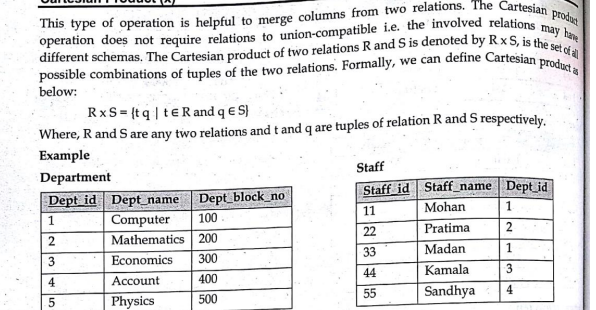 Cartesian Product (x)
This type of operation is helpful to merge columns from two relations. The Cartesian product
operation does not require relations to union-compatible i.e. the involved relations may have
different schemas. The Cartesian product of two relations R and S is denoted by R x S, is the set of all
possible combinations of tuples of the two relations. Formally, we can define Cartesian product as
below:
R x S = {t q | t ∈ R and q ∈ S}
Where, R and S are any two relations and t and q are tuples of relation R and S respectively.
Example
Department
Dept_id Dept_name Dept_block_no
1 Computer 100
2 Mathematics 200
3 Economics 300
4 Account 400
5 Physics 500
Staff
Staff_id Staff_name Dept_id
11 Mohan 1
22 Pratima 2
33 Madan 1
44 Kamala 3
55 Sandhya 4